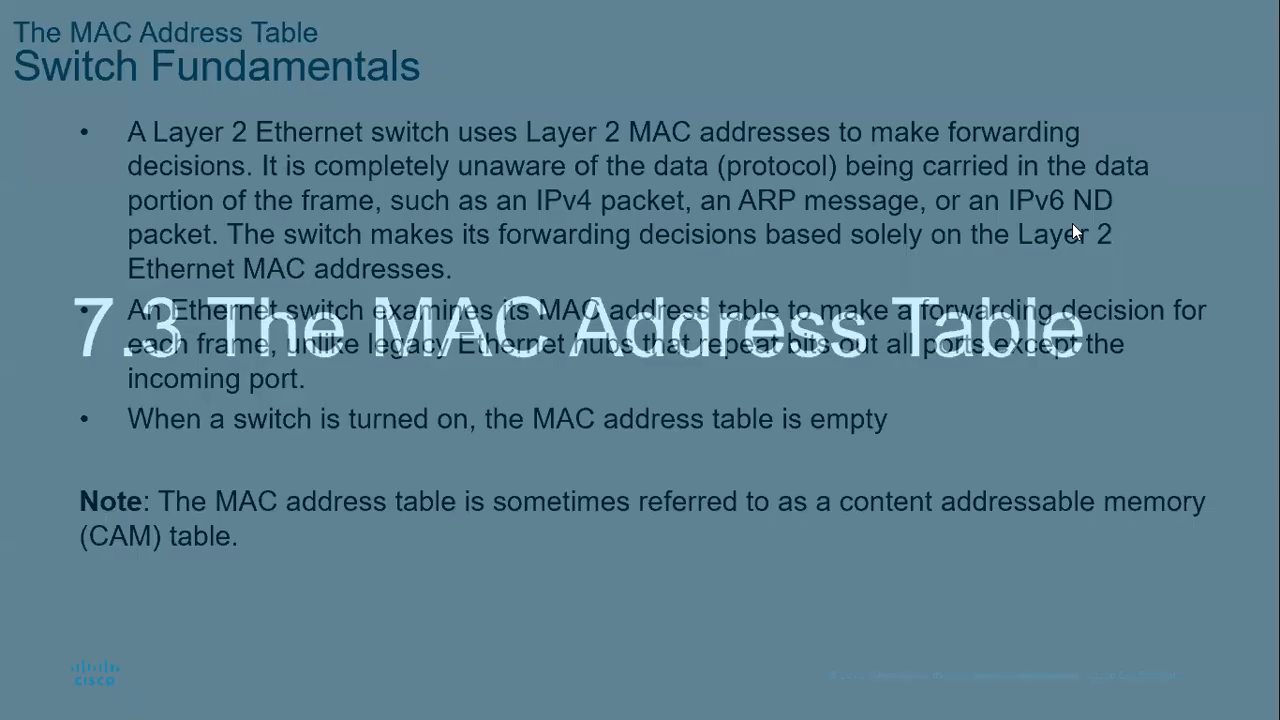 The MAC Address Table
Switch Fundamentals
• A Layer 2 Ethernet switch uses Layer 2 MAC addresses to make forwarding
decisions. It is completely unaware of the data (protocol) being carried in the data
portion of the frame, such as an IPv4 packet, an ARP message, or an IPv6 ND
packet. The switch makes its forwarding decisions based solely on the Layer 2
Ethernet MAC addresses.
7.3 The MAC Address Table
• An Ethernet switch examines its MAC address table to make a forwarding decision for
each frame, unlike legacy Ethernet hubs that repeat bits out all ports except the
incoming port.
• When a switch is turned on, the MAC address table is empty
Note: The MAC address table is sometimes referred to as a content addressable memory
(CAM) table.
CISCO